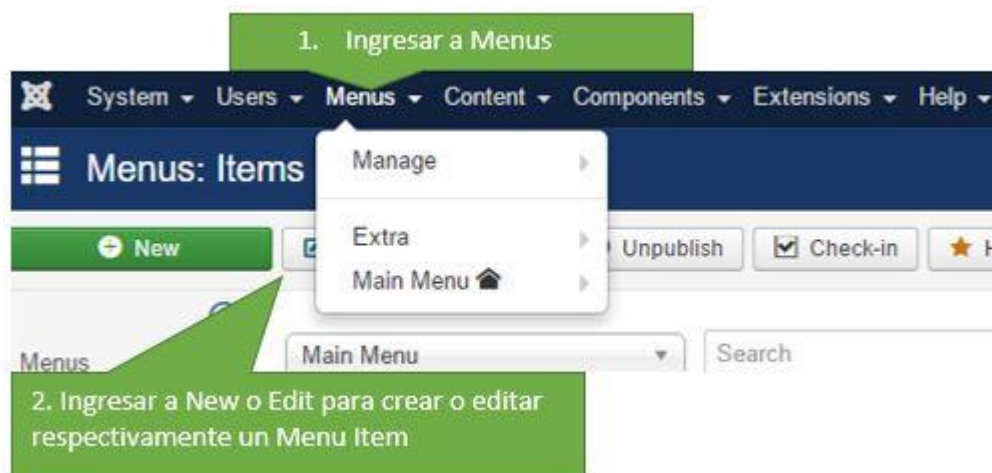 1. Ingresar a Menus
System Users Menus Content Components Extensions Help
Menus: Items
Manage
Extra
Main Menu
New
Unpublish
Check-in
Menus
Main Menu
Search
2. Ingresar a New o Edit para crear o editar
respectivamente un Menu Item